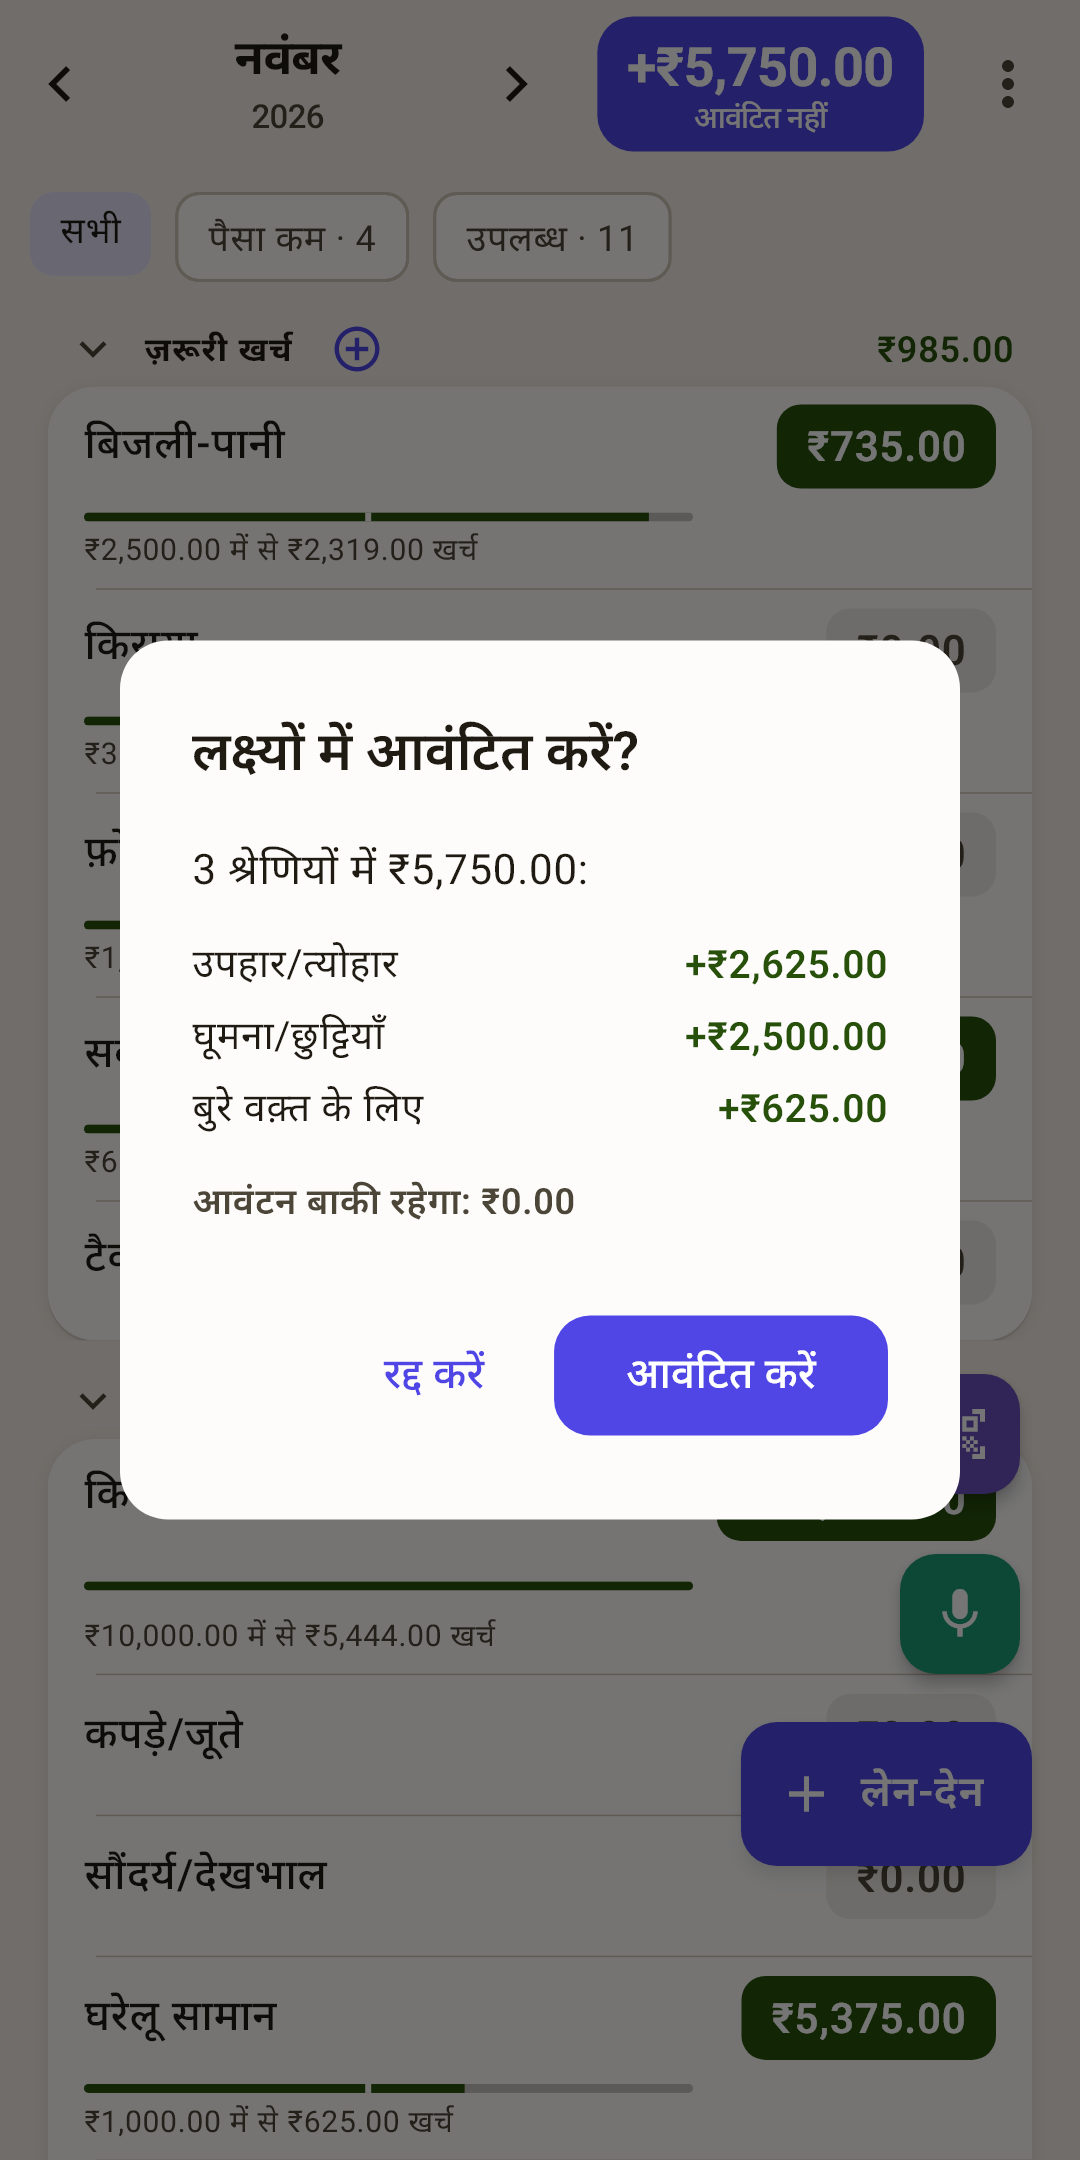 नवंबर
2026
+₹5,750.00
आवंटित नहीं
सभी
पैसा कम · 4
उपलब्ध · 11
ज़रूरी खर्च
₹985.00
बिजली-पानी
₹735.00
₹2,500.00 में से ₹2,319.00 खर्च
लक्ष्यों में आवंटित करें?
3 श्रेणियों में ₹5,750.00:
उपहार/त्योहार +₹2,625.00
घूमना/छुट्टियाँ +₹2,500.00
बुरे वक़्त के लिए +₹625.00
आवंटन बाकी रहेगा: ₹0.00
रद्द करें
आवंटित करें
₹10,000.00 में से ₹5,444.00 खर्च
कपड़े/जूते
लेन-देन
सौंदर्य/देखभाल
₹0.00
घरेलू सामान
₹5,375.00
₹1,000.00 में से ₹625.00 खर्च